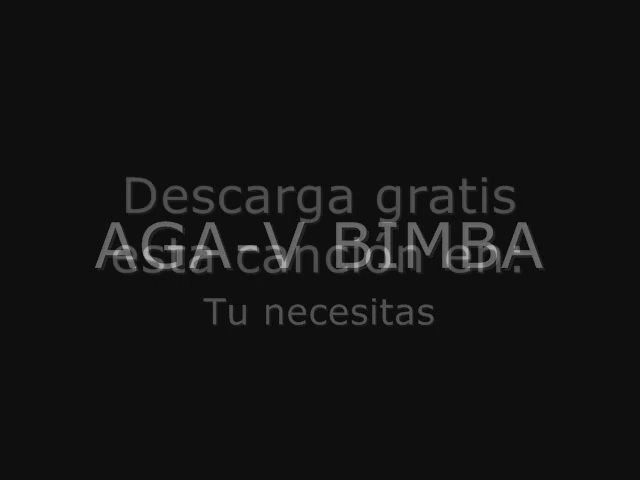 Descarga gratis
AGA-V BIMBA
esta canción en:
Tu necesitas